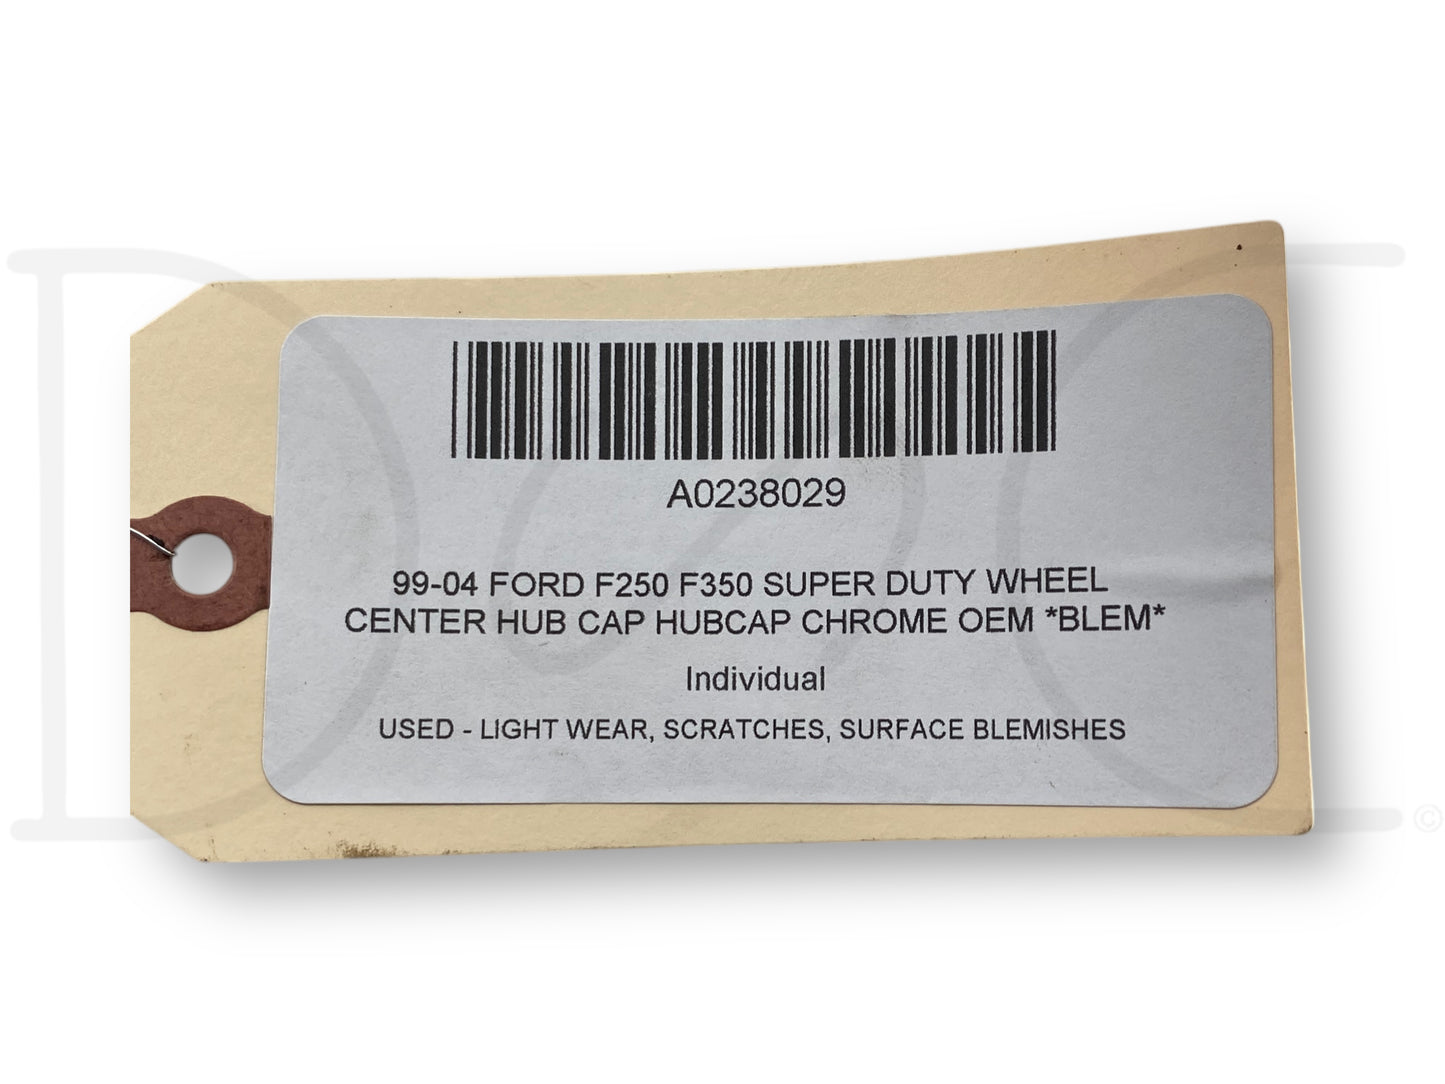 A0238029
99-04 FORD F250 F350 SUPER DUTY WHEEL
CENTER HUB CAP HUBCAP CHROME OEM *BLEM*
Individual
USED - LIGHT WEAR, SCRATCHES, SURFACE BLEMISHES